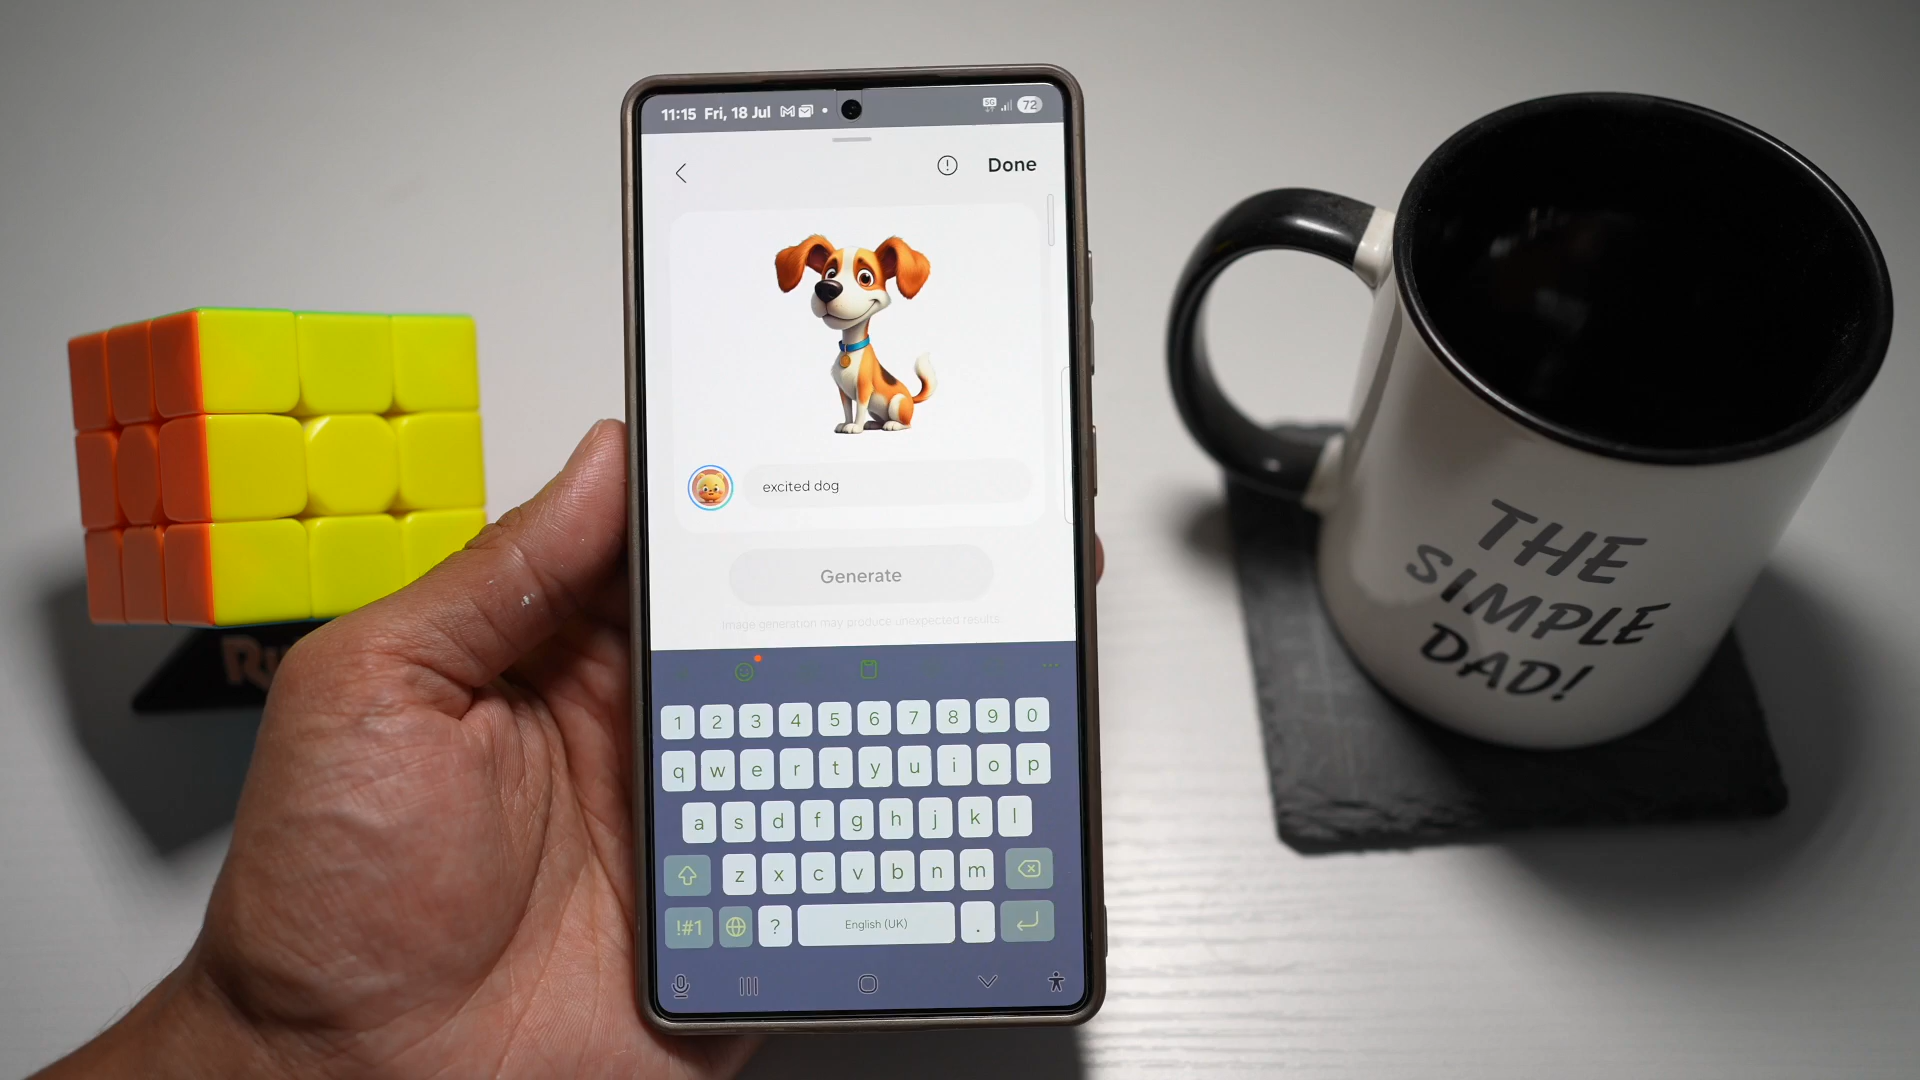 11:15 Fri, 18 Jul
5G
72
Done
excited dog
Generate
Image generation may produce unexpected results.
1 2 3 4 5 6 7 8 9 0
q w e r t y u i o p
a s d f g h j k l
z x c v b n m
!#1 ? English (UK) .
THE
SIMPLE
DAD!